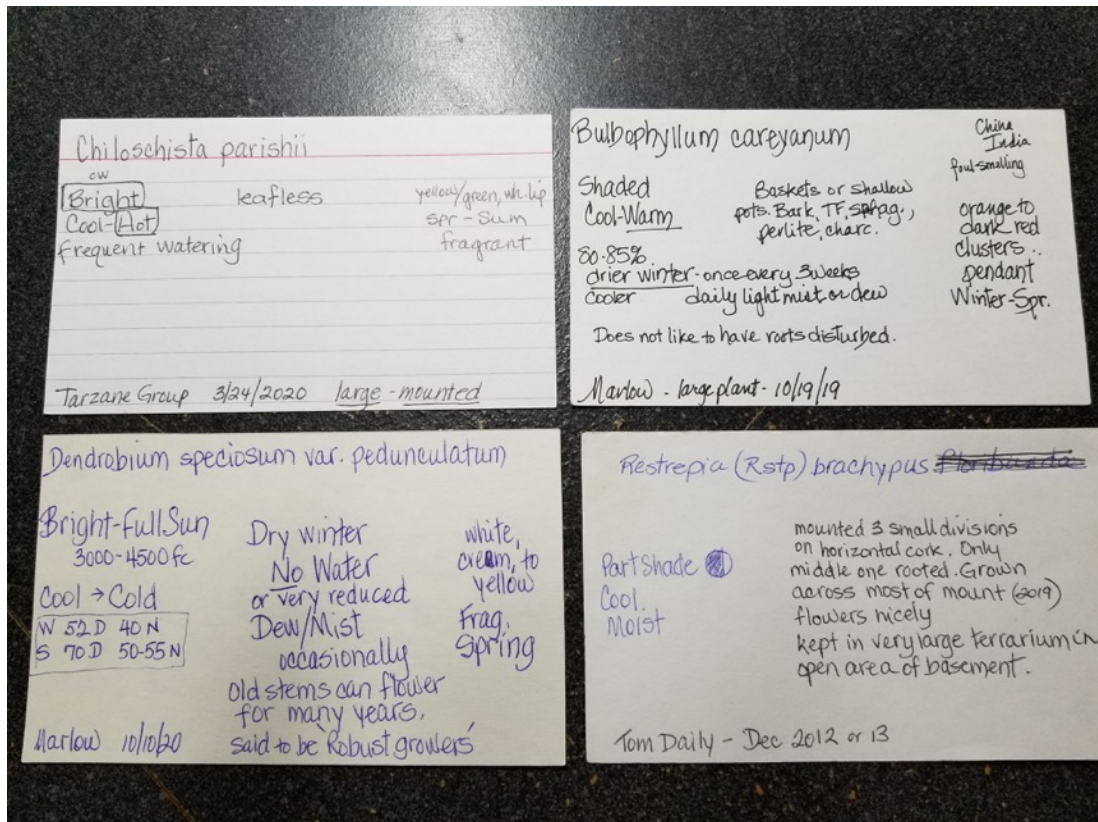 Chiloschista parishii
cw
Bright leafless yellow/green, wh. lip
Cool-Hot spr-Sum
frequent watering fragrant
Tarzane Group 3/24/2020 large-mounted
Bulbophyllum careyanum
China
India
foul-smelling
Shaded
Cool-Warm
Baskets or shallow
pots. Bark, TF, sphag.,
perlite, charc.
orange to
dark red
clusters
pendant
Winter-Spr.
80-85%
drier winter - once every 3 weeks
cooler daily light mist or dew
Does not like to have roots disturbed.
Marlow - large plant - 10/19/19
Dendrobium speciosum var. pedunculatum
Bright-Full Sun
3000-4500 fc
Cool → Cold
W 52D 40N
S 70D 50-55N
Dry winter
No Water
or very reduced
Dew/Mist
occasionally
white,
cream, to
yellow
Frag.
Spring
Old stems can flower
for many years.
said to be 'Robust growers'
Marlow 10/10/20
Restrepia (Rstp) brachypus
Part Shade
Cool.
Moist
mounted 3 small divisions
on horizontal cork. Only
middle one rooted. Grown
across most of mount (2019)
flowers nicely
kept in very large terrarium in
open area of basement.
Tom Daily - Dec 2012 or 13